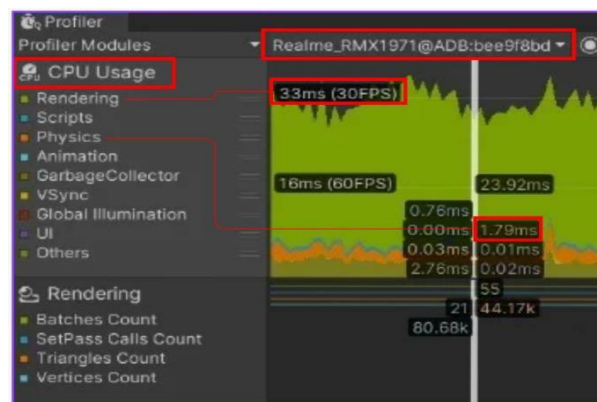 Profiler
Profiler Modules
Realme_RMX1971@ADB:bee9f8bd
CPU Usage
Rendering
Scripts
Physics
Animation
GarbageCollector
VSync
Global Illumination
UI
Others
33ms (30FPS)
16ms (60FPS)
23.92ms
0.76ms
0.00ms 1.79ms
0.03ms 0.01ms
2.76ms 0.02ms
Rendering
Batches Count
SetPass Calls Count
Triangles Count
Vertices Count
55
21 44.17k
80.68k